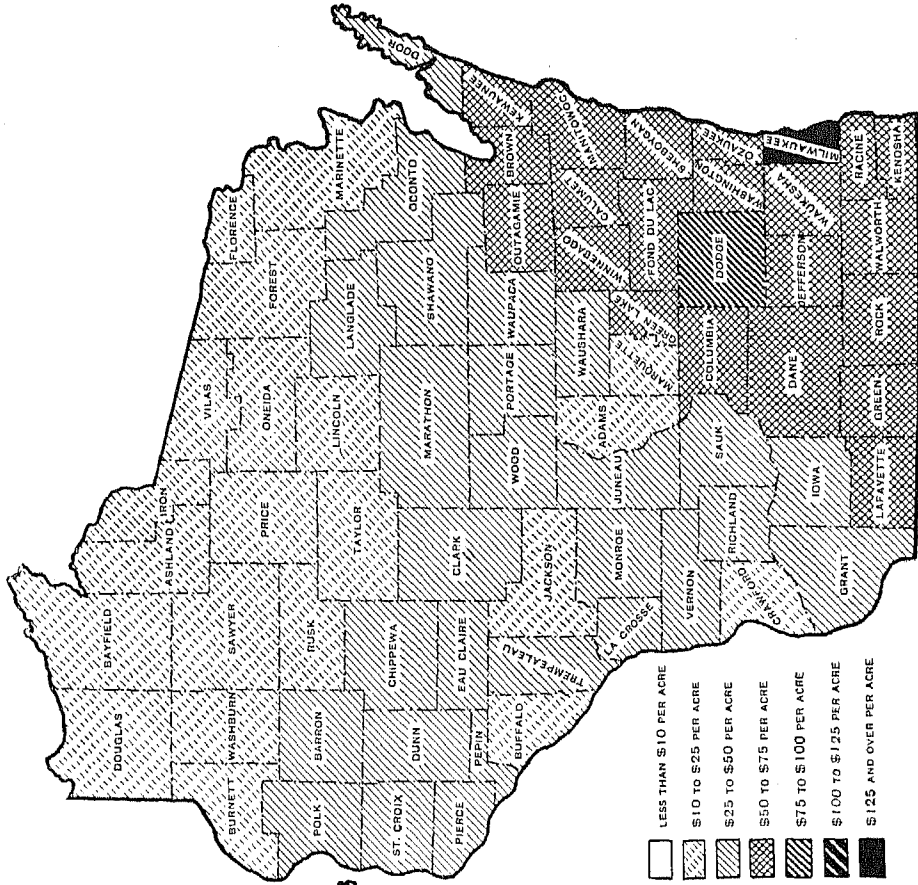 DOUGLAS
BAYFIELD
ASHLAND
IRON
VILAS
FLORENCE
BURNETT
WASHBURN
SAWYER
PRICE
ONEIDA
FOREST
MARINETTE
POLK
BARRON
RUSK
TAYLOR
LINCOLN
LANGLADE
OCONTO
DOOR
ST. CROIX
DUNN
CHIPPEWA
CLARK
MARATHON
SHAWANO
PIERCE
PEPIN
EAU CLAIRE
WOOD
PORTAGE
WAUPACA
OUTAGAMIE
BROWN
KEWAUNEE
BUFFALO
TREMPEALEAU
JACKSON
JUNEAU
ADAMS
WAUSHARA
WINNEBAGO
CALUMET
MANITOWOC
LA CROSSE
MONROE
MARQUETTE
GREEN LAKE
FOND DU LAC
SHEBOYGAN
VERNON
RICHLAND
SAUK
COLUMBIA
DODGE
WASHINGTON
OZAUKEE
CRAWFORD
GRANT
IOWA
DANE
JEFFERSON
WAUKESHA
MILWAUKEE
LAFAYETTE
GREEN
ROCK
WALWORTH
RACINE
KENOSHA
LESS THAN $10 PER ACRE
$10 TO $25 PER ACRE
$25 TO $50 PER ACRE
$50 TO $75 PER ACRE
$75 TO $100 PER ACRE
$100 TO $125 PER ACRE
$125 AND OVER PER ACRE